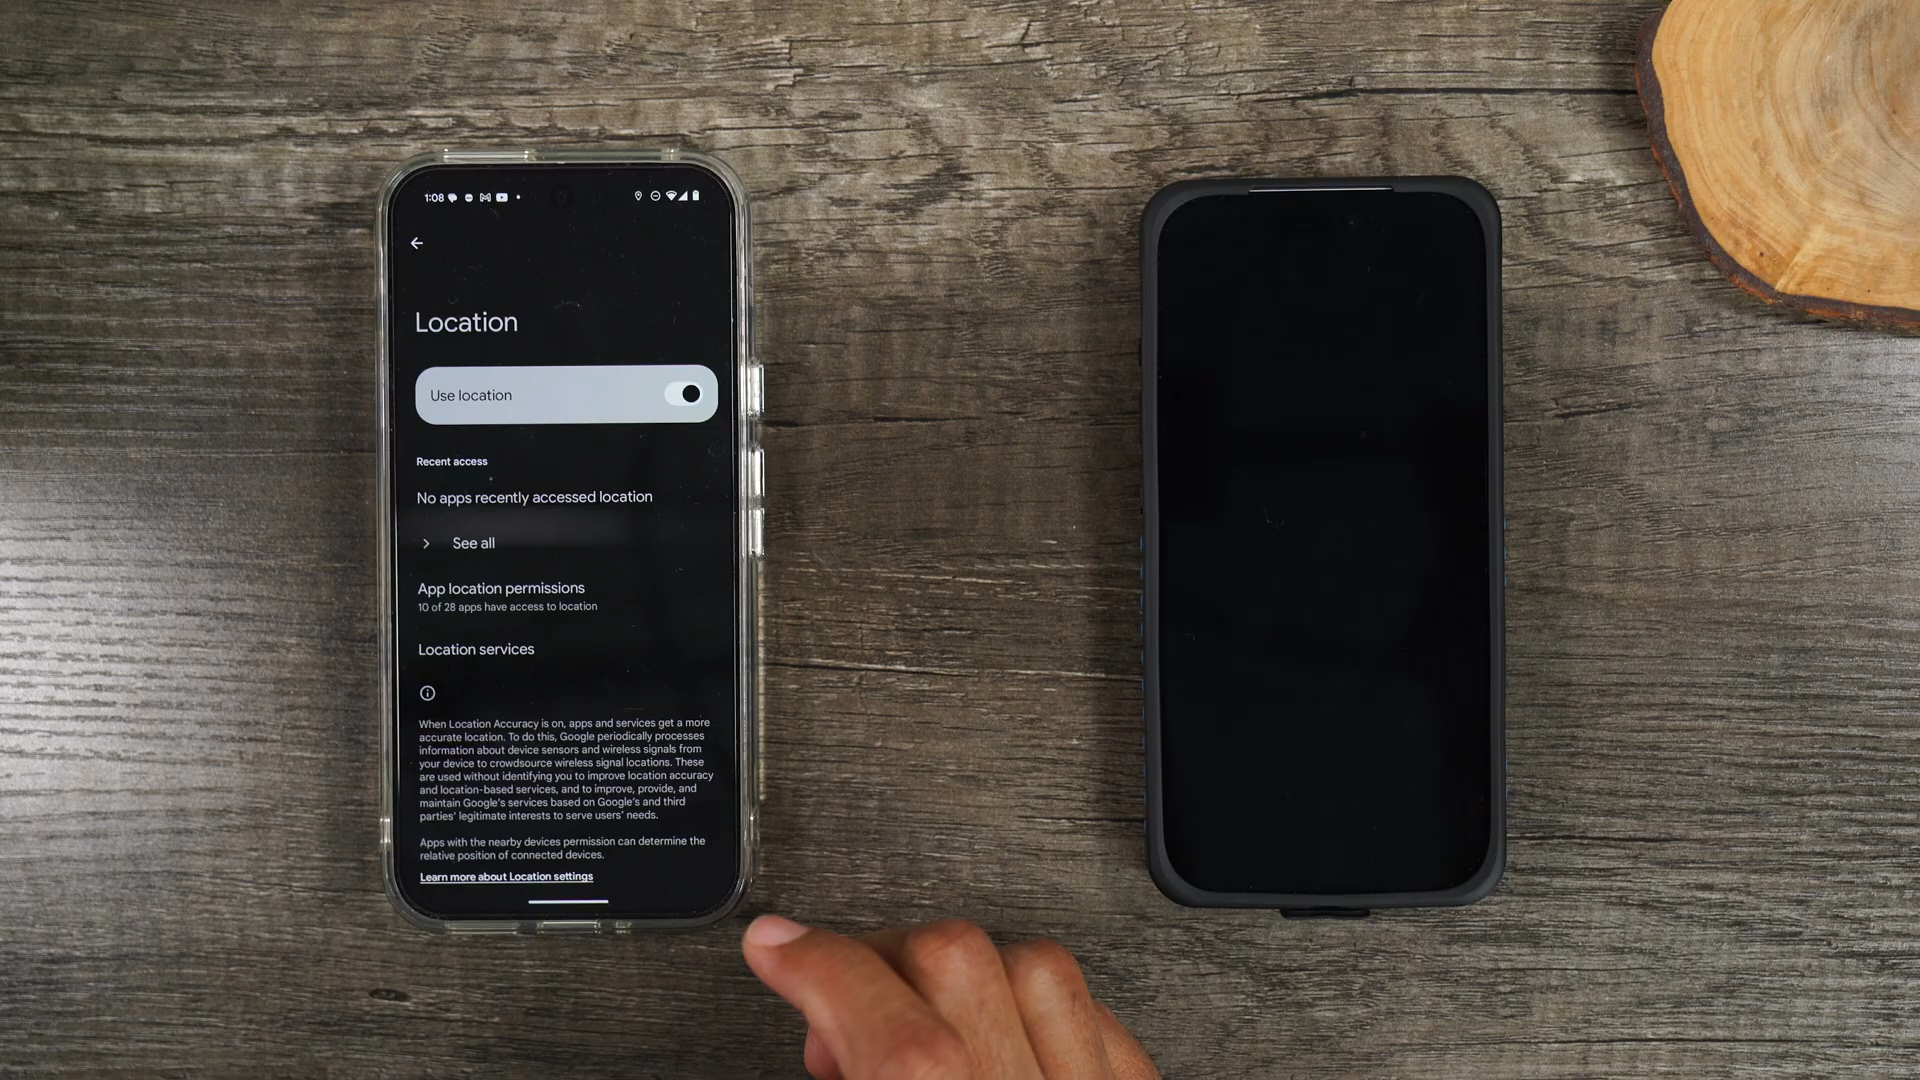 1:08
Location
Use location
Recent access
No apps recently accessed location
See all
App location permissions
10 of 28 apps have access to location
Location services
When Location Accuracy is on, apps and services get a more
accurate location. To do this, Google periodically processes
information about device sensors and wireless signals from
your device to crowdsource wireless signal locations. These
are used without identifying you to improve location accuracy
and location-based services, and to improve, provide, and
maintain Google's services based on Google's and third
parties' legitimate interests to serve users' needs.
Apps with the nearby devices permission can determine the
relative position of connected devices.
Learn more about Location settings